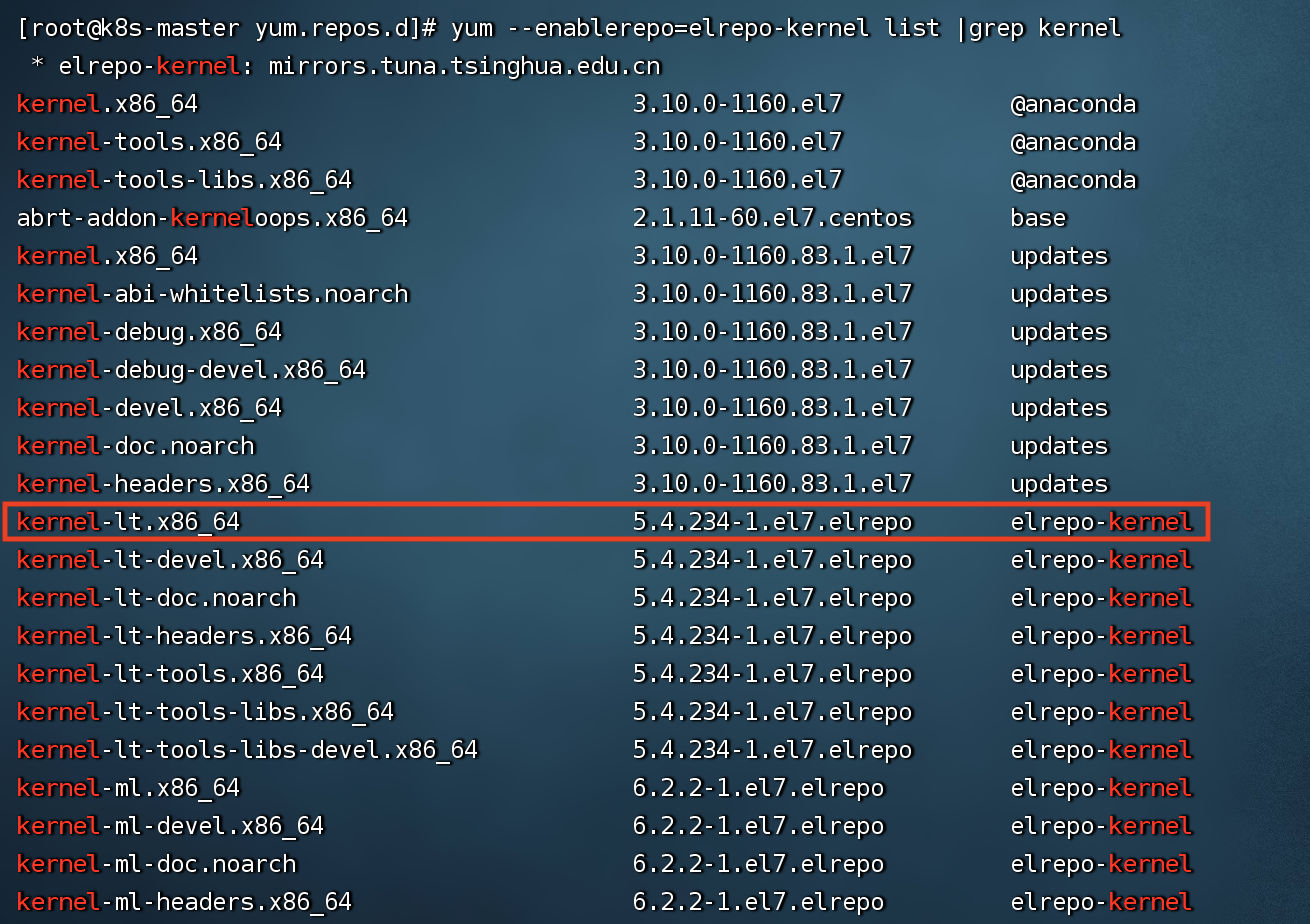 [root@k8s-master yum.repos.d]# yum --enablerepo=elrepo-kernel list |grep kernel
 * elrepo-kernel: mirrors.tuna.tsinghua.edu.cn
kernel.x86_64 3.10.0-1160.el7 @anaconda
kernel-tools.x86_64 3.10.0-1160.el7 @anaconda
kernel-tools-libs.x86_64 3.10.0-1160.el7 @anaconda
abrt-addon-kerneloops.x86_64 2.1.11-60.el7.centos base
kernel.x86_64 3.10.0-1160.83.1.el7 updates
kernel-abi-whitelists.noarch 3.10.0-1160.83.1.el7 updates
kernel-debug.x86_64 3.10.0-1160.83.1.el7 updates
kernel-debug-devel.x86_64 3.10.0-1160.83.1.el7 updates
kernel-devel.x86_64 3.10.0-1160.83.1.el7 updates
kernel-doc.noarch 3.10.0-1160.83.1.el7 updates
kernel-headers.x86_64 3.10.0-1160.83.1.el7 updates
kernel-lt.x86_64 5.4.234-1.el7.elrepo elrepo-kernel
kernel-lt-devel.x86_64 5.4.234-1.el7.elrepo elrepo-kernel
kernel-lt-doc.noarch 5.4.234-1.el7.elrepo elrepo-kernel
kernel-lt-headers.x86_64 5.4.234-1.el7.elrepo elrepo-kernel
kernel-lt-tools.x86_64 5.4.234-1.el7.elrepo elrepo-kernel
kernel-lt-tools-libs.x86_64 5.4.234-1.el7.elrepo elrepo-kernel
kernel-lt-tools-libs-devel.x86_64 5.4.234-1.el7.elrepo elrepo-kernel
kernel-ml.x86_64 6.2.2-1.el7.elrepo elrepo-kernel
kernel-ml-devel.x86_64 6.2.2-1.el7.elrepo elrepo-kernel
kernel-ml-doc.noarch 6.2.2-1.el7.elrepo elrepo-kernel
kernel-ml-headers.x86_64 6.2.2-1.el7.elrepo elrepo-kernel